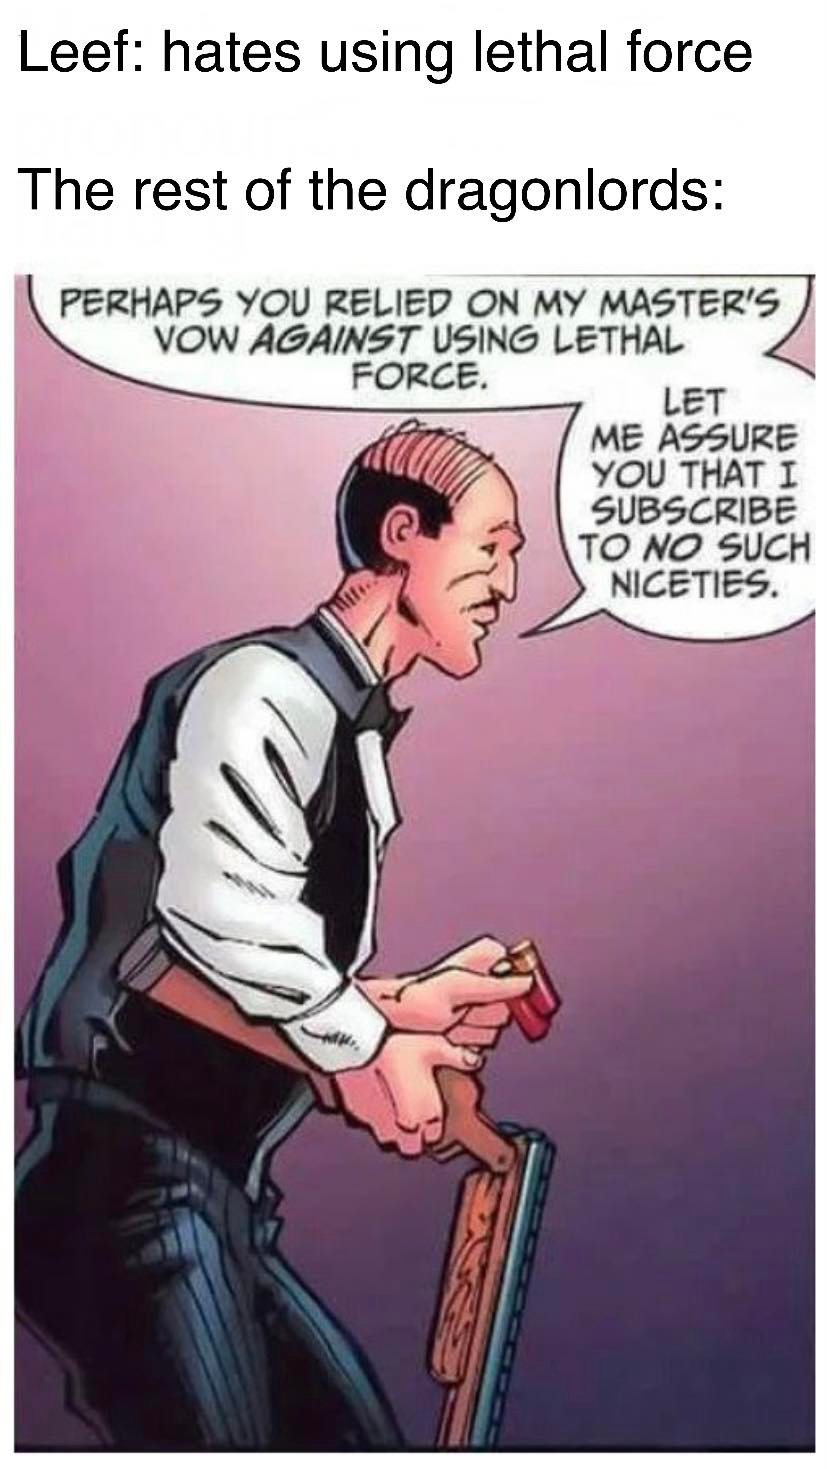 Leef: hates using lethal force
The rest of the dragonlords:
PERHAPS YOU RELIED ON MY MASTER'S
VOW AGAINST USING LETHAL
FORCE.
LET
ME ASSURE
YOU THAT I
SUBSCRIBE
TO NO SUCH
NICETIES.